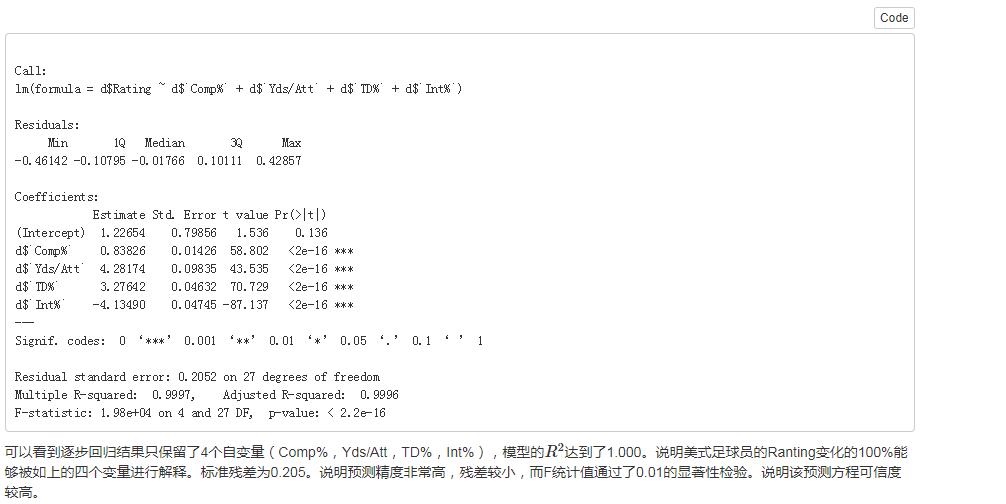 Code
Call:
lm(formula = d$Rating ~ d$`Comp%` + d$`Yds/Att` + d$`TD%` + d$`Int%`)
Residuals:
Min 1Q Median 3Q Max
-0.46142 -0.10795 -0.01766 0.10111 0.42857
Coefficients:
Estimate Std. Error t value Pr(>|t|)
(Intercept) 1.22654 0.79856 1.536 0.136
d$`Comp%` 0.83826 0.01426 58.802 <2e-16 ***
d$`Yds/Att` 4.28174 0.09835 43.535 <2e-16 ***
d$`TD%` 3.27642 0.04632 70.729 <2e-16 ***
d$`Int%` -4.13490 0.04745 -87.137 <2e-16 ***
---
Signif. codes: 0 ‘***’ 0.001 ‘**’ 0.01 ‘*’ 0.05 ‘.’ 0.1 ‘ ’ 1
Residual standard error: 0.2052 on 27 degrees of freedom
Multiple R-squared: 0.9997, Adjusted R-squared: 0.9996
F-statistic: 1.98e+04 on 4 and 27 DF, p-value: < 2.2e-16
可以看到逐步回归结果只保留了4个自变量（Comp%，Yds/Att，TD%，Int%），模型的R²达到了1.000。说明美式足球员的Ranting变化的100%能
够被如上的四个变量进行解释。标准残差为0.205。说明预测精度非常高，残差较小，而F统计值通过了0.01的显著性检验。说明该预测方程可信度
较高。